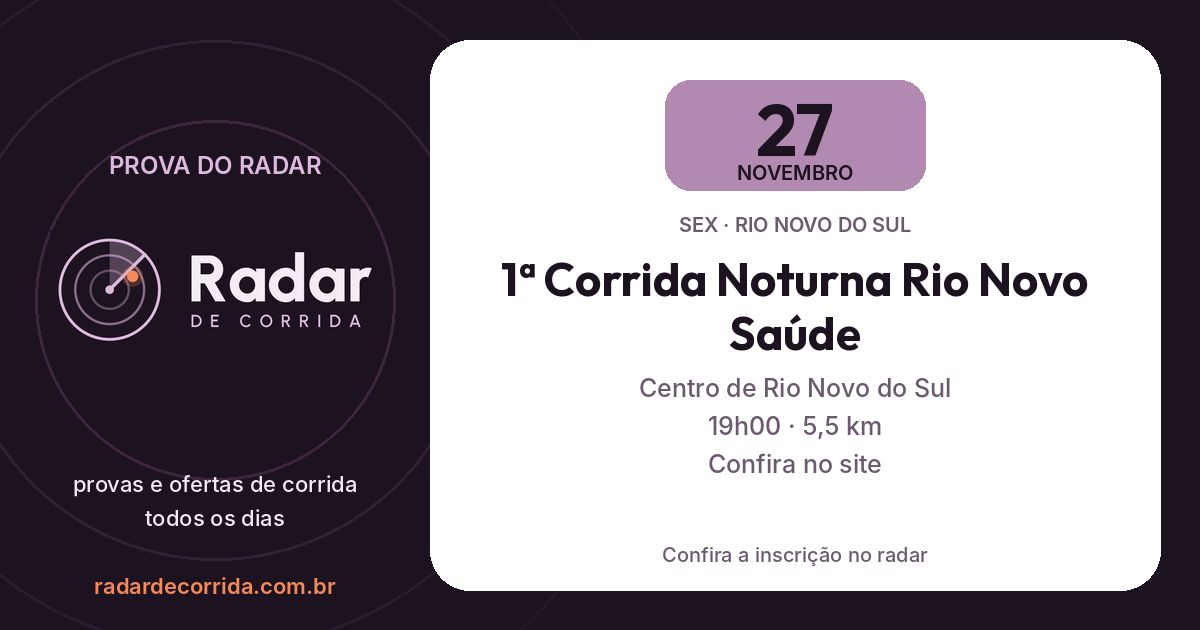 PROVA DO RADAR
Radar
DE CORRIDA
provas e ofertas de corrida
todos os dias
radardecorrida.com.br
27
NOVEMBRO
SEX · RIO NOVO DO SUL
1ª Corrida Noturna Rio Novo
Saúde
Centro de Rio Novo do Sul
19h00 · 5,5 km
Confira no site
Confira a inscrição no radar